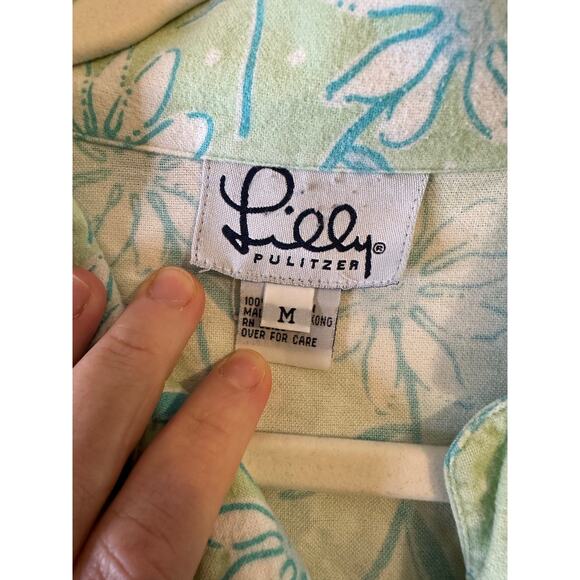 Lilly®
PULITZER
M
100%
KONG
RN
OVER FOR CARE